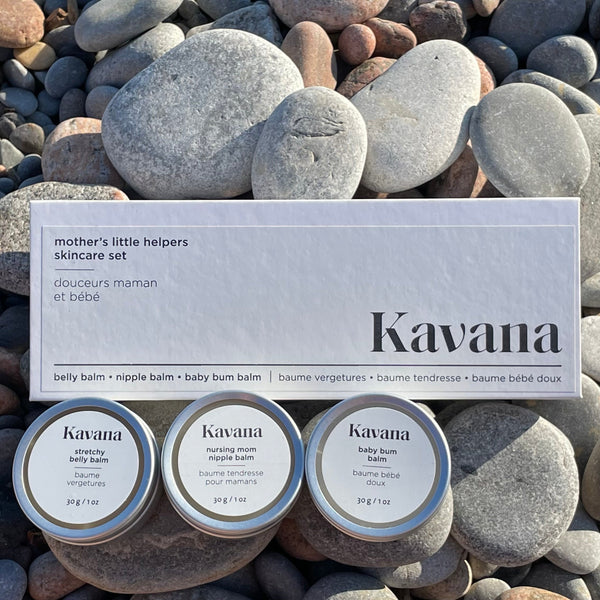 mother's little helpers
skincare set
douceurs maman
et bébé
Kavana
belly balm • nipple balm • baby bum balm | baume vergetures • baume tendresse • baume bébé doux
Kavana
stretchy
belly balm
baume
vergetures
30 g / 1 oz
Kavana
nursing mom
nipple balm
baume tendresse
pour mamans
30 g / 1 oz
Kavana
baby bum
balm
baume bébé
doux
30 g / 1 oz